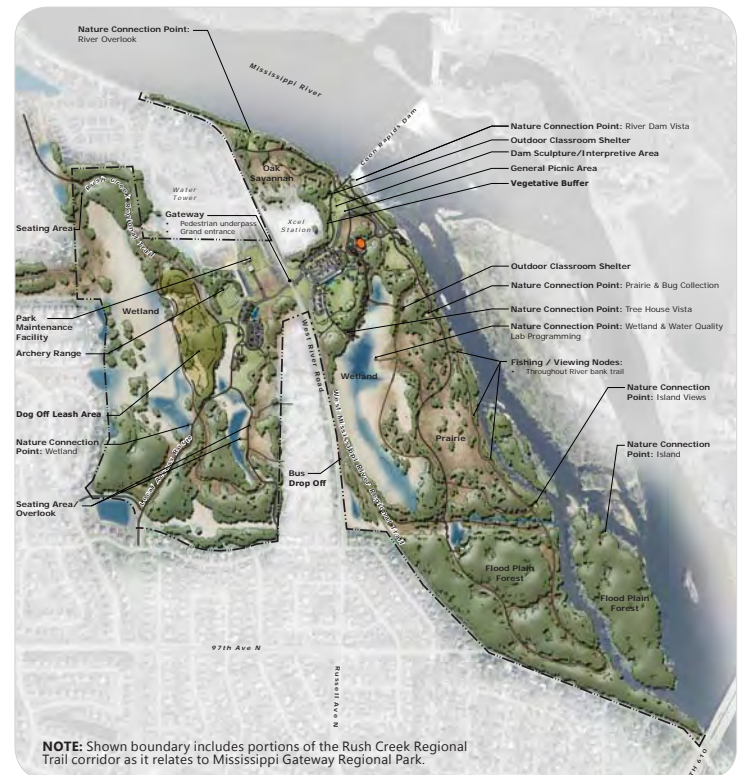 Nature Connection Point:
River Overlook
Mississippi River
Coon Rapids Dam
Nature Connection Point: River Dam Vista
Outdoor Classroom Shelter
Dam Sculpture/Interpretive Area
General Picnic Area
Vegetative Buffer
Oak
Savannah
Water
Tower
Xcel
Station
Gateway
• Pedestrian underpass
• Grand entrance
Seating Area
Wetland
Park
Maintenance
Facility
Archery Range
Dog Off Leash Area
Nature Connection
Point: Wetland
Seating Area/
Overlook
Outdoor Classroom Shelter
Nature Connection Point: Prairie & Bug Collection
Nature Connection Point: Tree House Vista
Nature Connection Point: Wetland & Water Quality
Lab Programming
Fishing / Viewing Nodes:
• Throughout River bank trail
Nature Connection
Point: Island Views
Nature Connection
Point: Island
West River Road
Wetland
West Mississippi River Regional Trail
Prairie
Bus
Drop Off
Flood Plain
Forest
Flood Plain
Forest
97th Ave N
Russell Ave N
TH 610
NOTE: Shown boundary includes portions of the Rush Creek Regional
Trail corridor as it relates to Mississippi Gateway Regional Park.